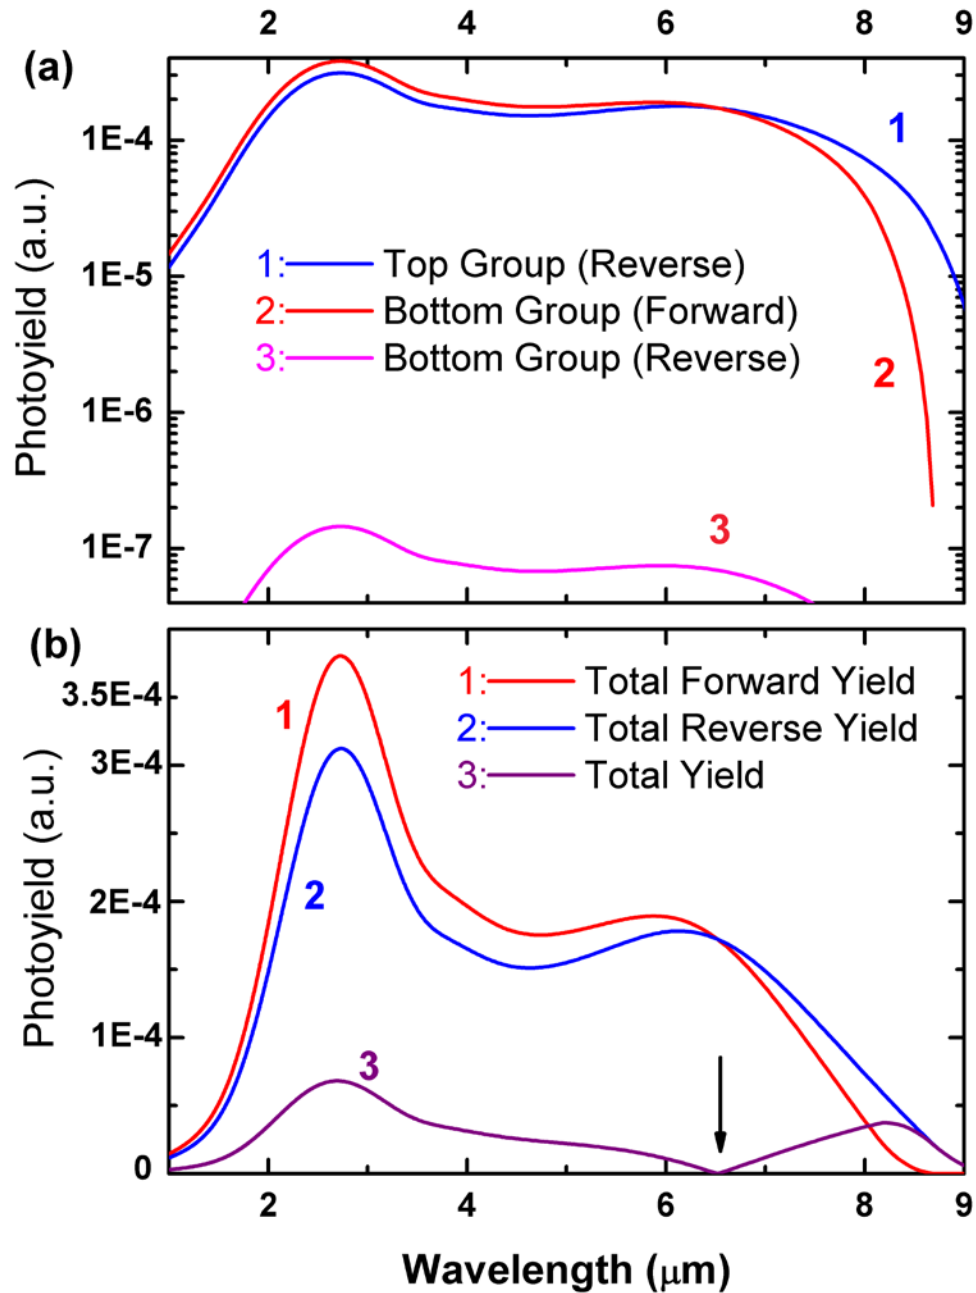 2 4 6 8 9
(a)
1E-4
1E-5
1E-6
1E-7
Photoyield (a.u.)
1
1: Top Group (Reverse)
2: Bottom Group (Forward)
3: Bottom Group (Reverse)
2
3
(b)
3.5E-4
3E-4
2E-4
1E-4
0
Photoyield (a.u.)
1: Total Forward Yield
2: Total Reverse Yield
3: Total Yield
1
2
3
2 4 6 8 9
Wavelength (μm)